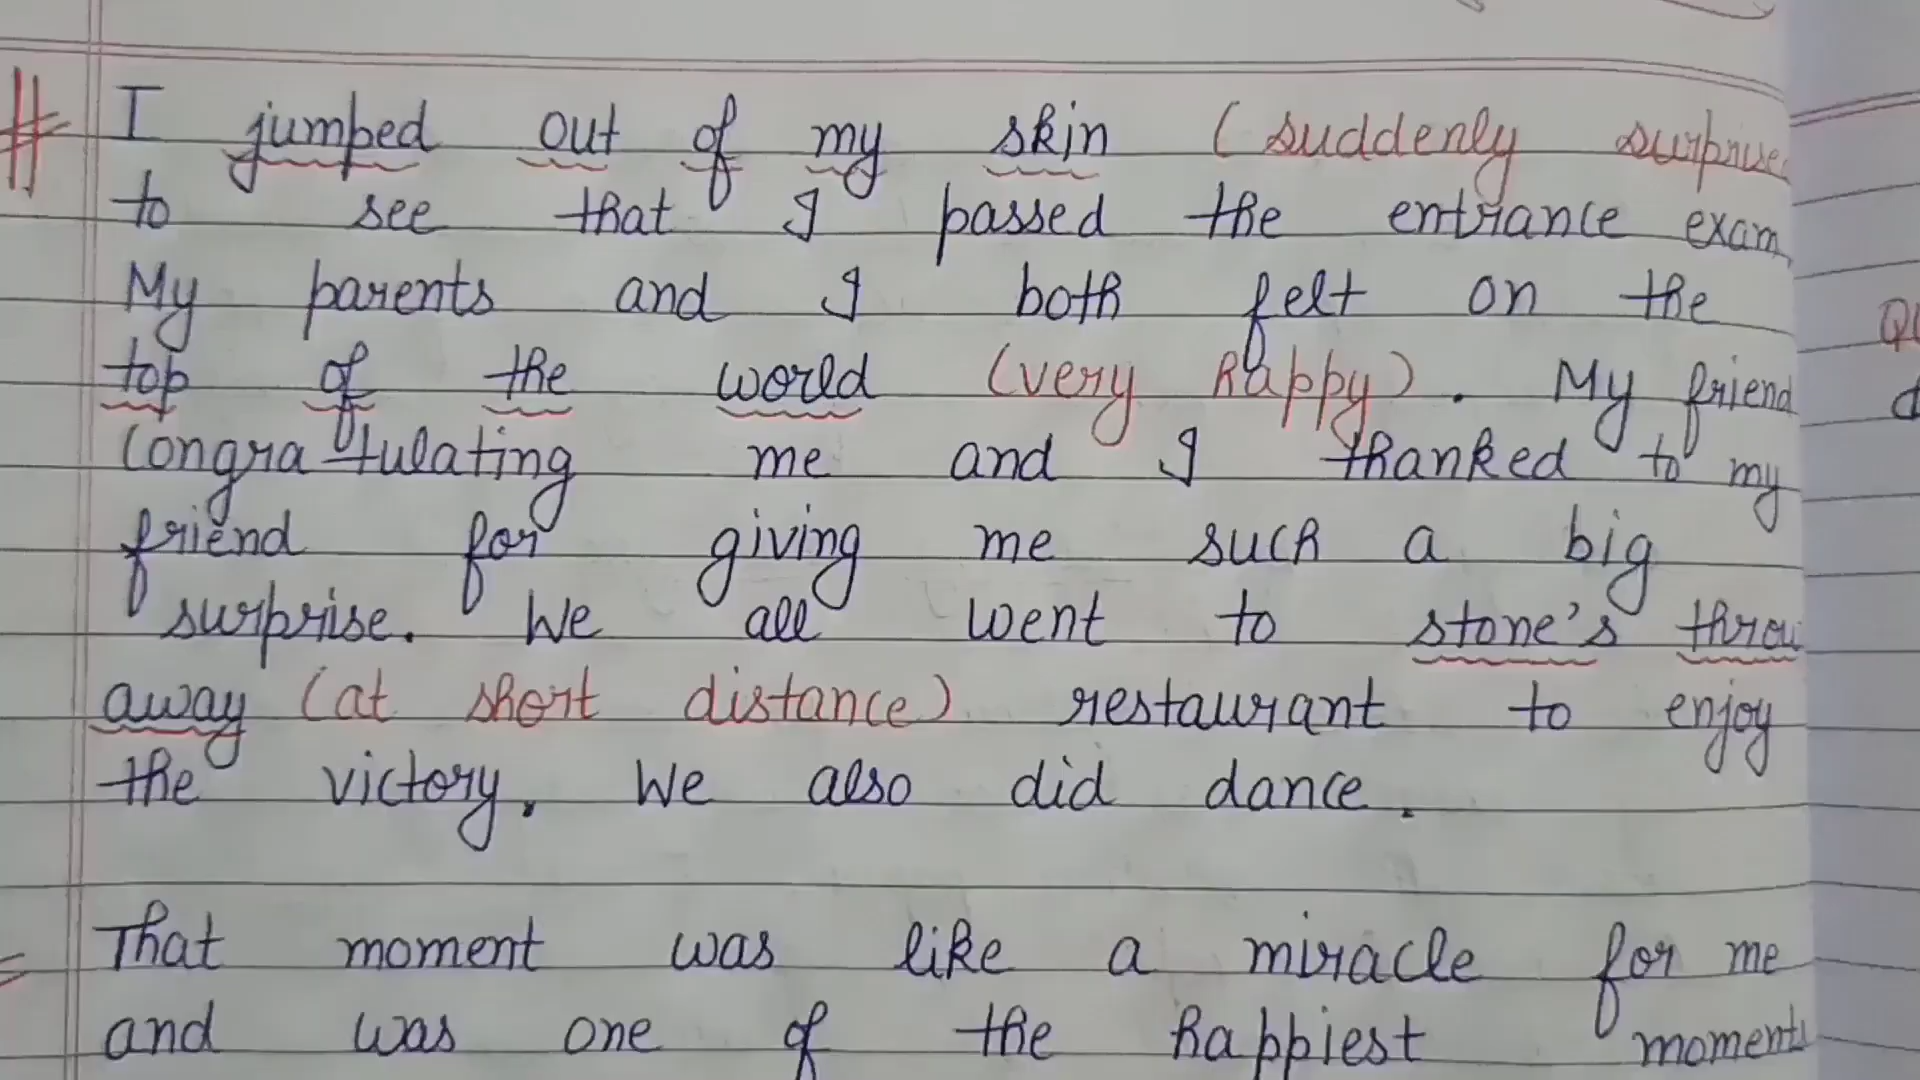 I jumped out of my skin (suddenly surprise
to see that I passed the entrance exam
My parents and I both felt on the
top of the world (very happy). My friend
Congratulating me and I thanked to my
friend for giving me such a big
surprise. We all went to stone's throw
away (at short distance) restaurant to enjoy
the victory. We also did dance.
That moment was like a miracle for me
and was one of the happiest moments